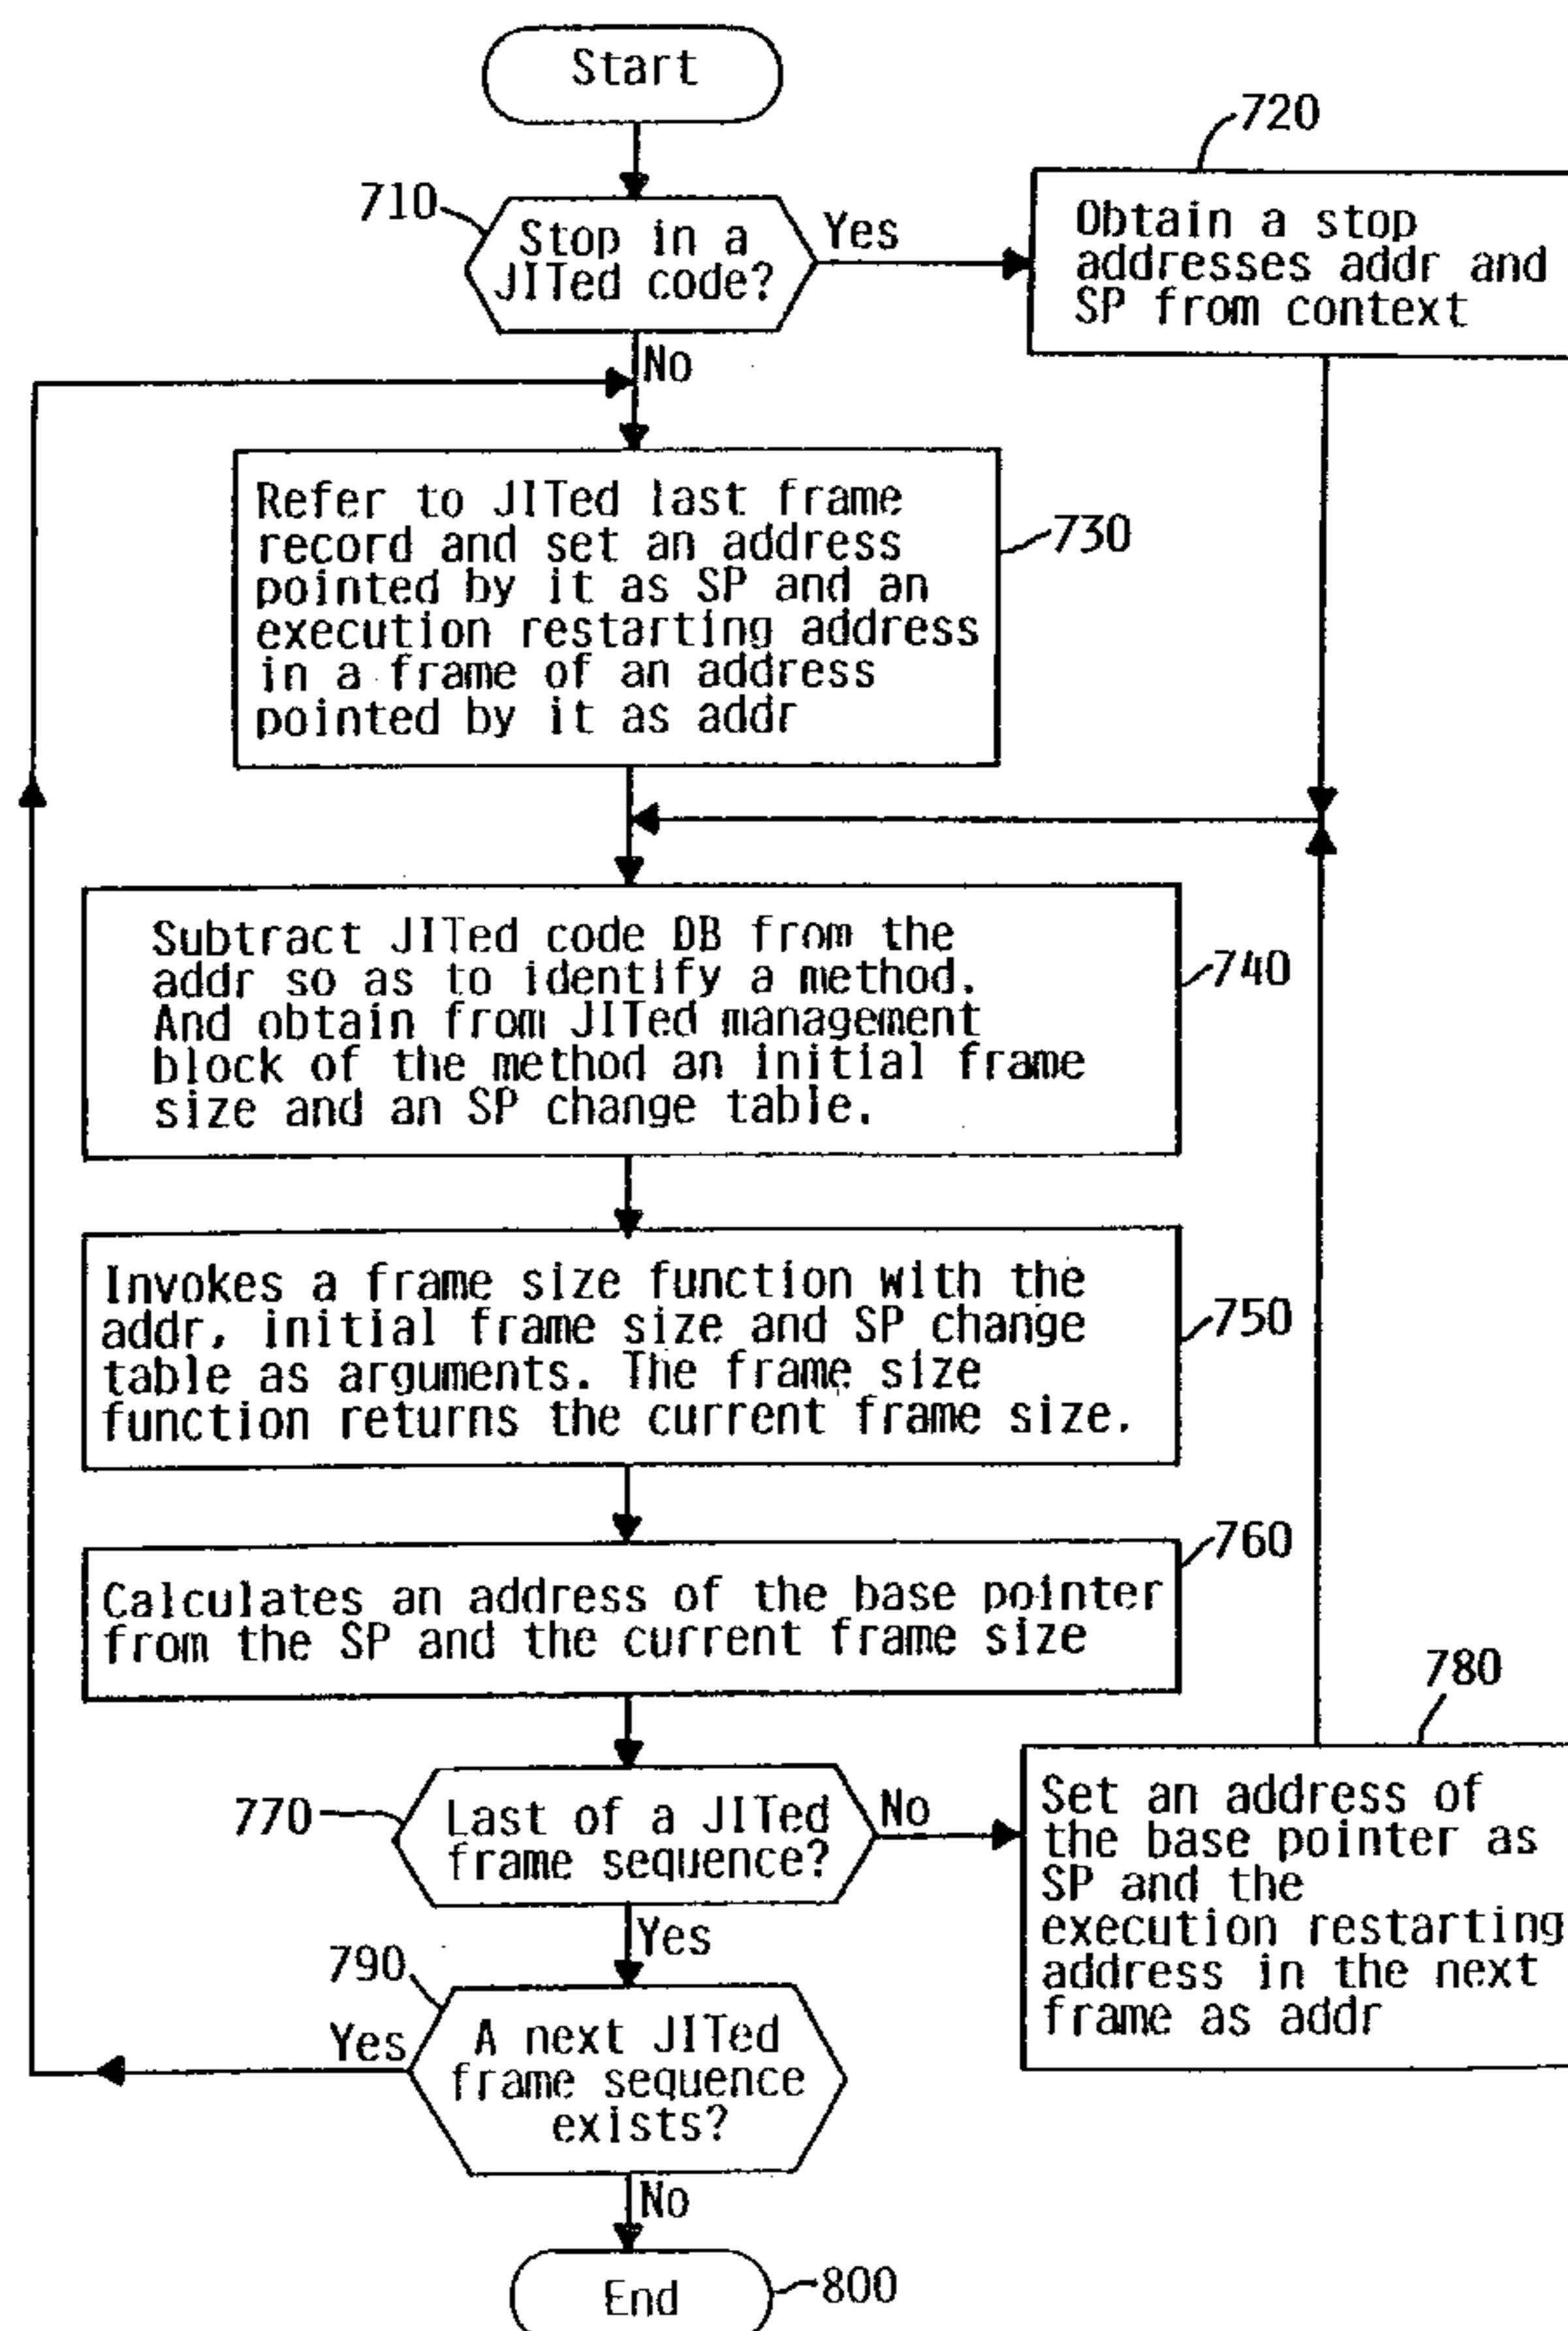 Start
720
710
Stop in a
JITed code?
Yes
Obtain a stop
addresses addr and
SP from context
No
Refer to JITed last frame
record and set an address
pointed by it as SP and an
execution restarting address
in a frame of an address
pointed by it as addr
730
Subtract JITed code DB from the
addr so as to identify a method.
And obtain from JITed management
block of the method an initial frame
size and an SP change table.
740
Invokes a frame size function with the
addr, initial frame size and SP change
table as arguments. The frame size
function returns the current frame size.
750
760
Calculates an address of the base pointer
from the SP and the current frame size
780
770
Last of a JITed
frame sequence?
No
Set an address of
the base pointer as
SP and the
execution restarting
address in the next
frame as addr
Yes
790
Yes
A next JITed
frame sequence
exists?
No
End
800